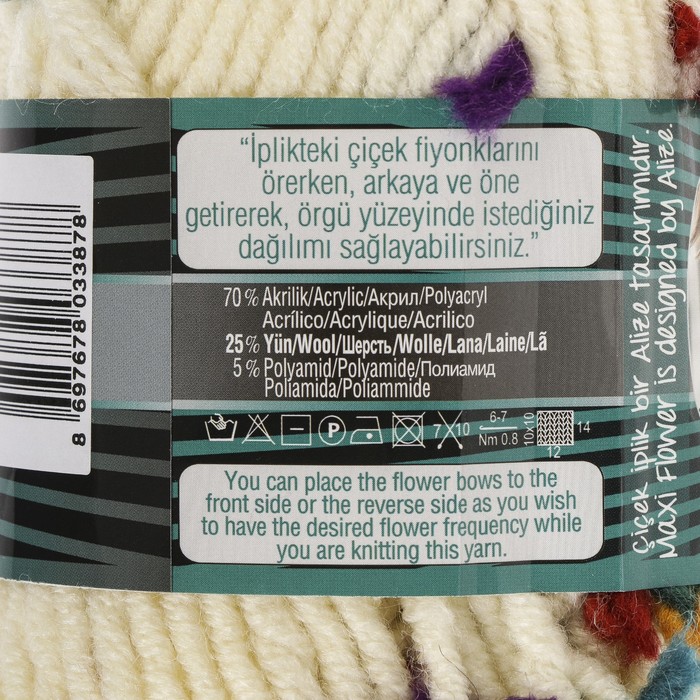 “İplikteki çiçek fiyonklarını
örerken, arkaya ve öne
getirerek, örgü yüzeyinde istediğiniz
dağılımı sağlayabilirsiniz.”
70 % Akrilik/Acrylic/Акрил/Polyacryl
Acrílico/Acrylique/Acrilico
25% Yün/Wool/Шерсть/Wolle/Lana/Laine/Lã
5 % Polyamid/Polyamide/Полиамид
Poliamida/Poliammide
P 7 10 6-7 Nm 0.8 10x10 14 12
You can place the flower bows to the
front side or the reverse side as you wish
to have the desired flower frequency while
you are knitting this yarn.
8 697678 033878
Çiçek iplik bir Alize tasarımıdır.
Maxi Flower is designed by Alize.